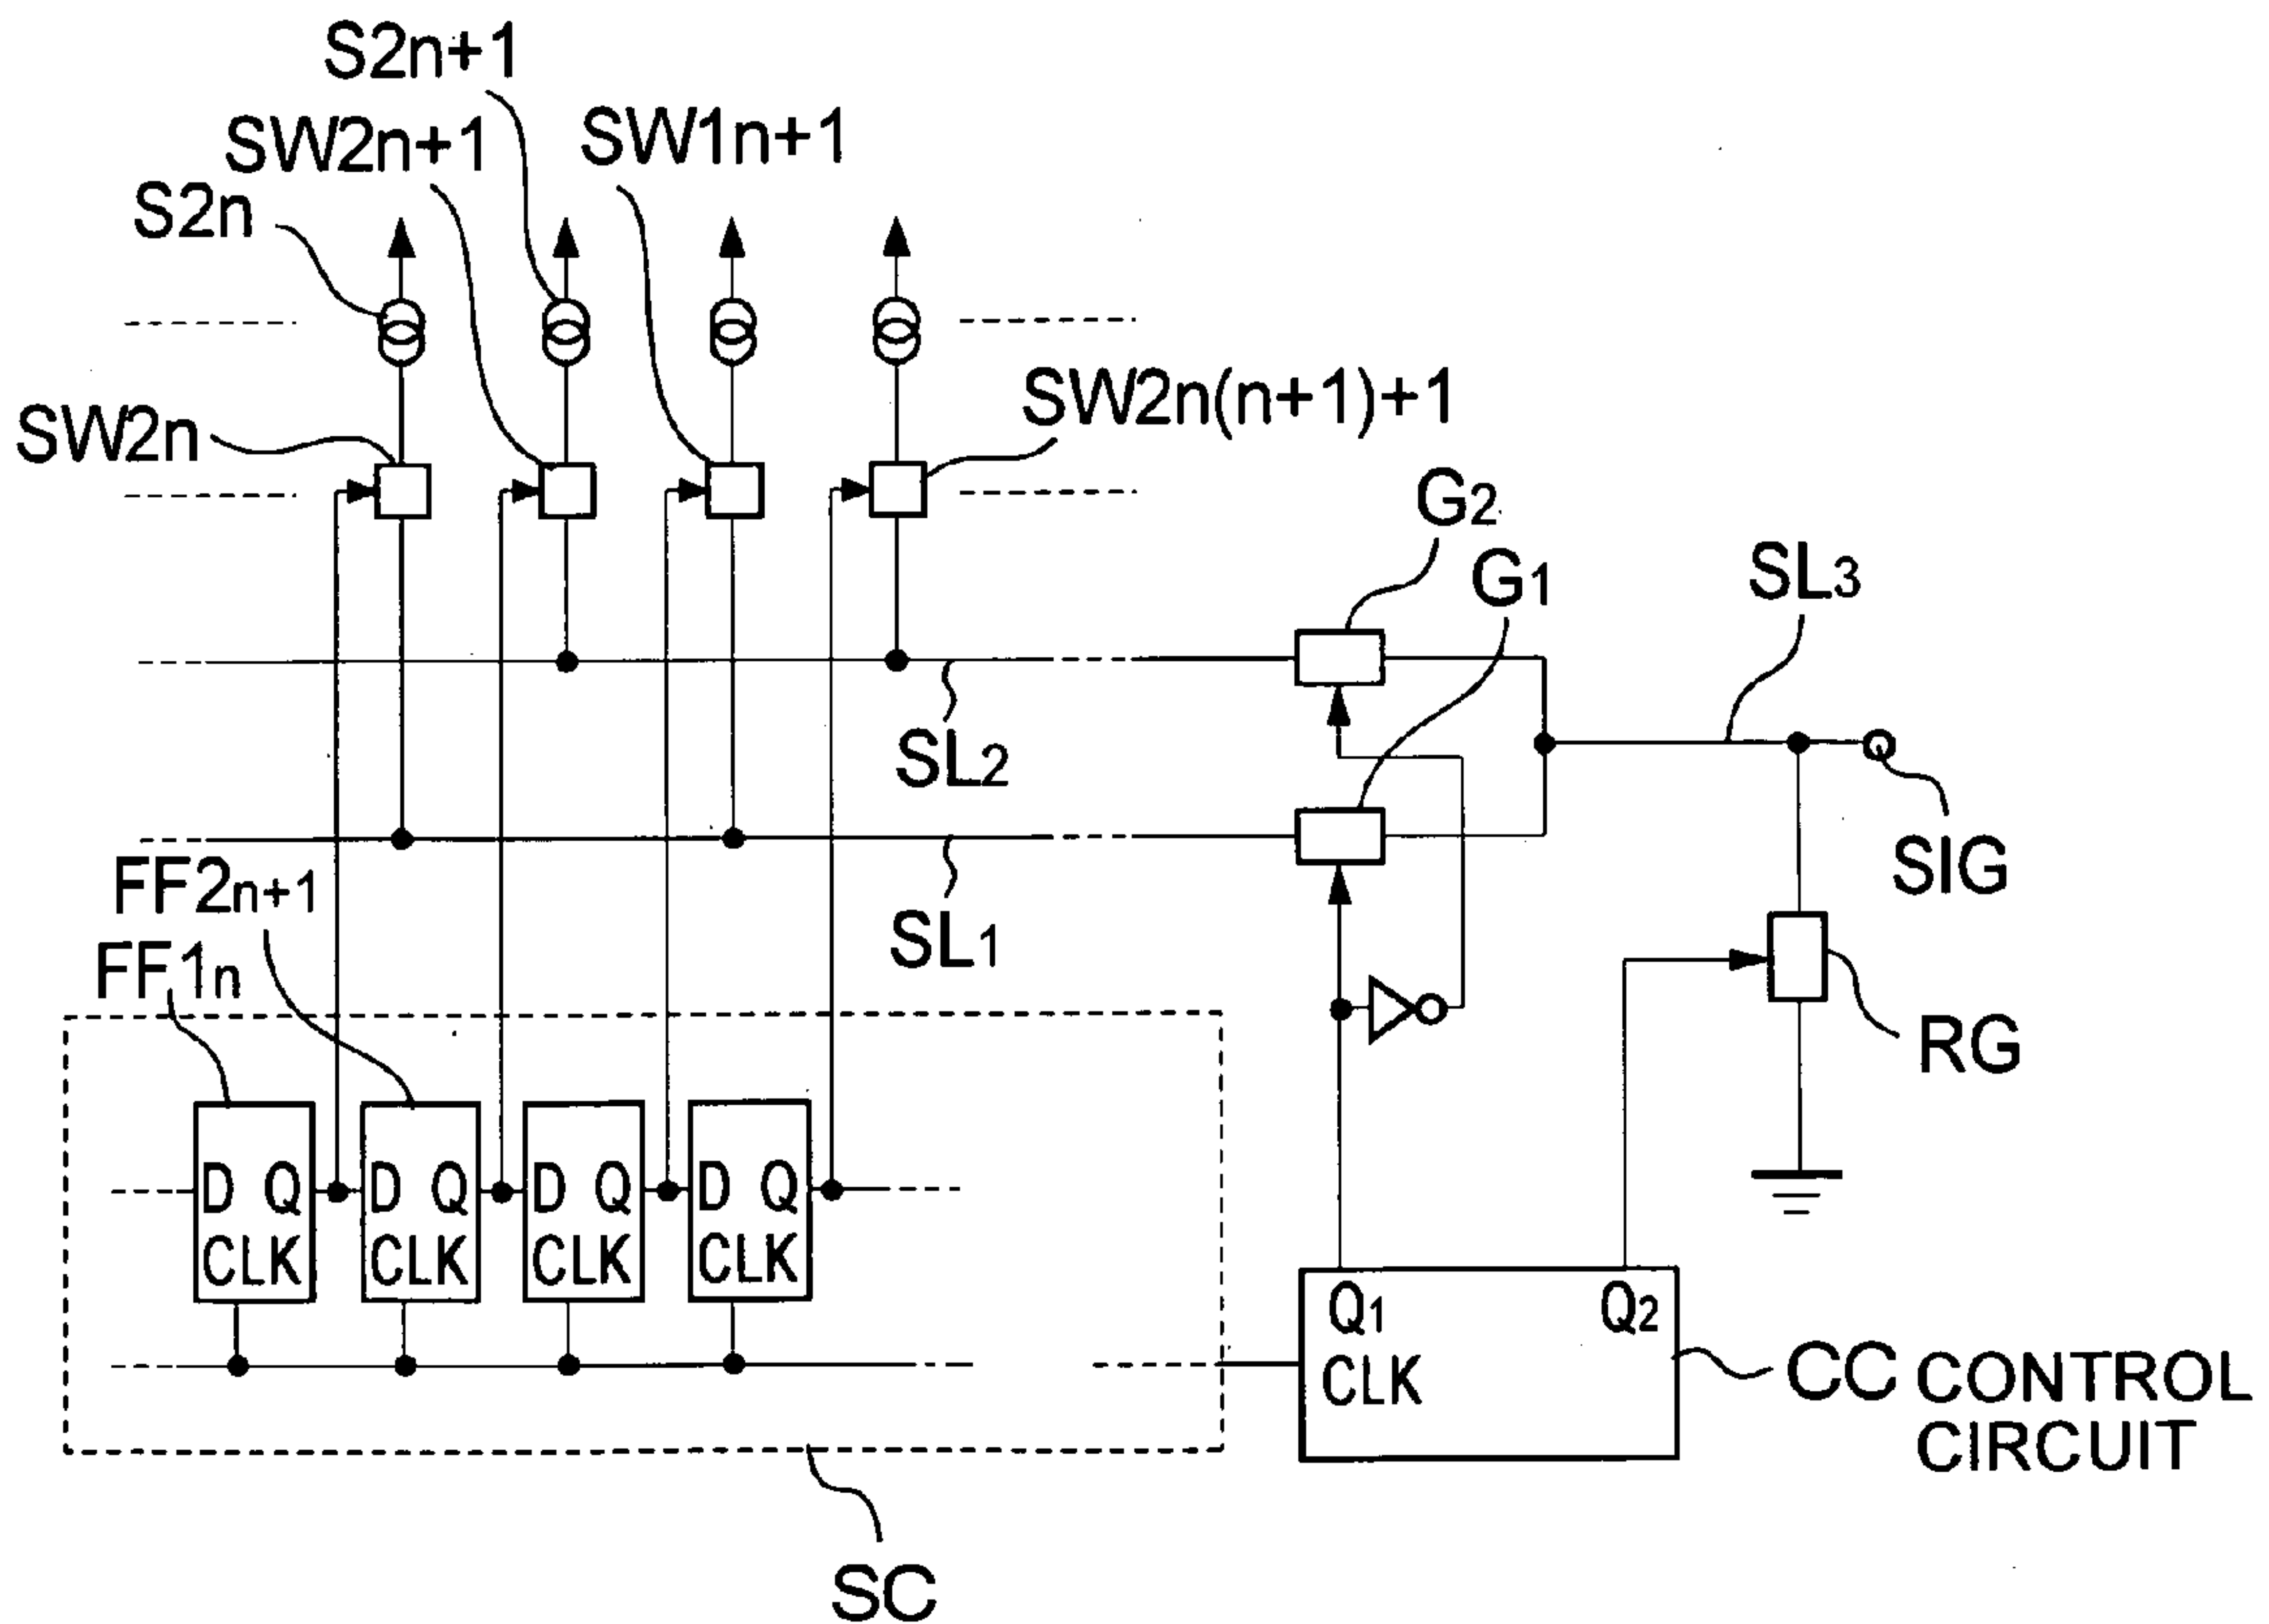 S2n+1
SW2n+1
SW1n+1
S2n
SW2n(n+1)+1
SW2n
G2
G1
SL3
SL2
SIG
FF2n+1
SL1
FF1n
RG
D Q D Q D Q D Q
CLK CLK CLK CLK
Q1 Q2
CLK
CC CONTROL
CIRCUIT
SC